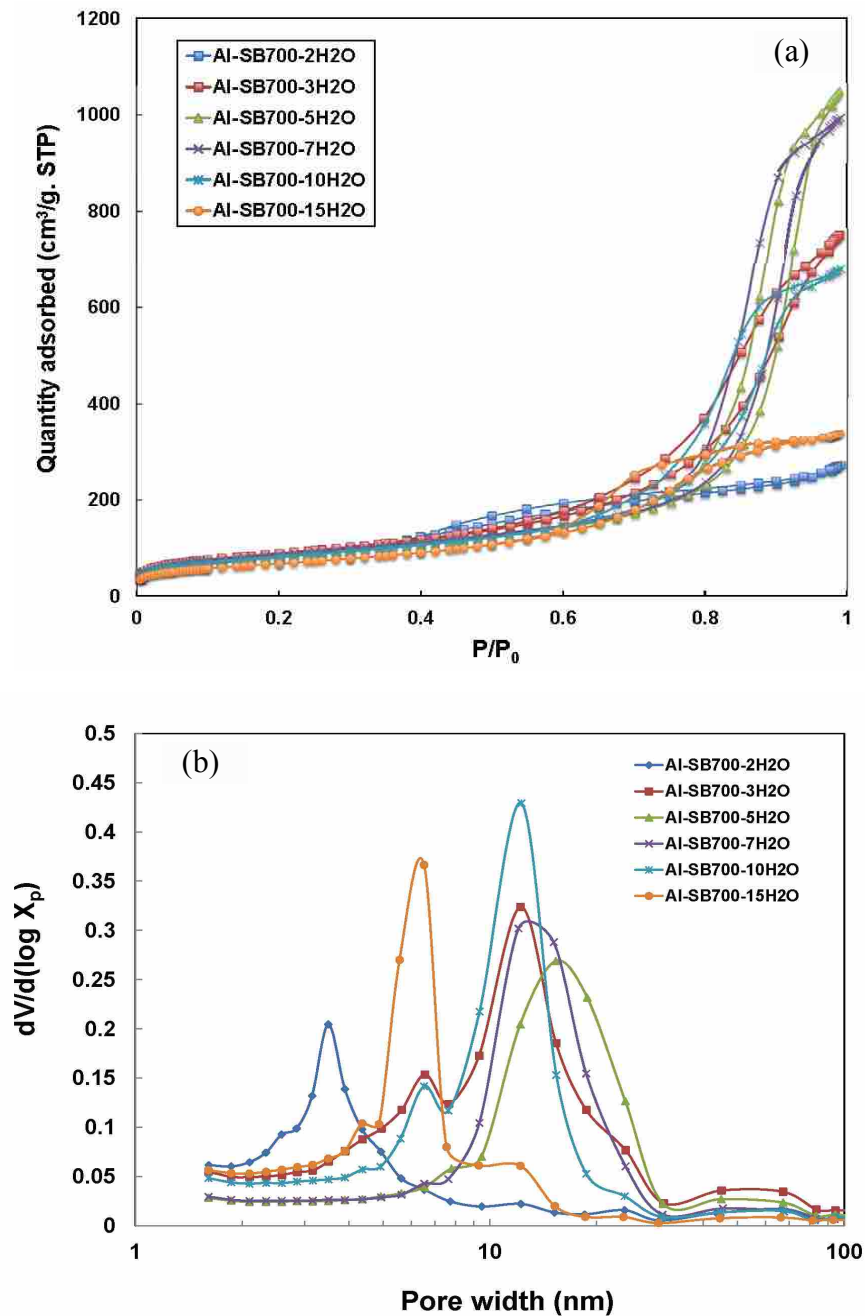 (a)
Al-SB700-2H2O
Al-SB700-3H2O
Al-SB700-5H2O
Al-SB700-7H2O
Al-SB700-10H2O
Al-SB700-15H2O
Quantity adsorbed (cm³/g. STP)
1200
1000
800
600
400
200
0
0 0.2 0.4 0.6 0.8 1
P/P₀
(b)
Al-SB700-2H2O
Al-SB700-3H2O
Al-SB700-5H2O
Al-SB700-7H2O
Al-SB700-10H2O
Al-SB700-15H2O
dV/d(log Xₚ)
0.5
0.45
0.4
0.35
0.3
0.25
0.2
0.15
0.1
0.05
0
1 10 100
Pore width (nm)